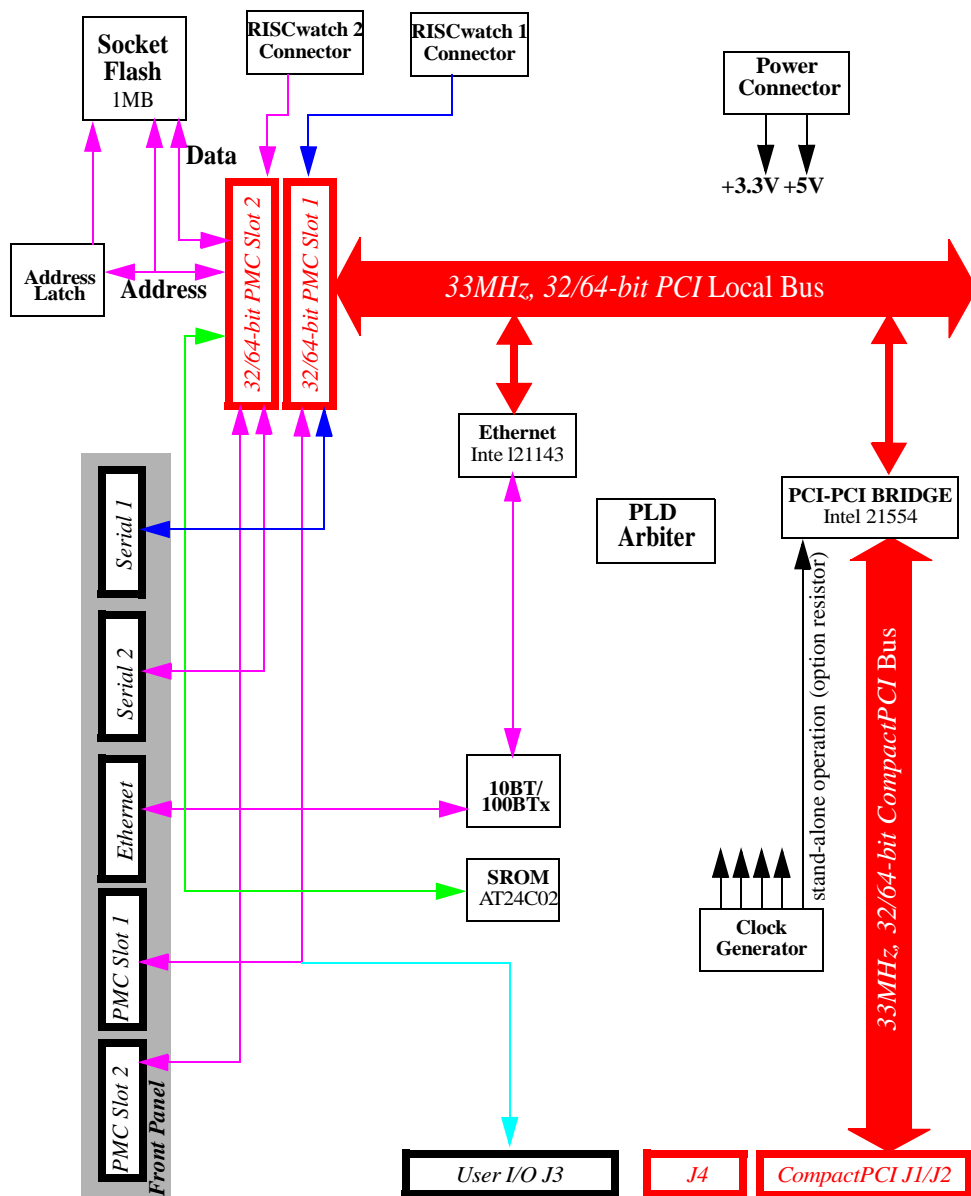 RISCwatch 2
Connector
RISCwatch 1
Connector
Socket
Flash
1MB
Power
Connector
Data
+3.3V +5V
32/64-bit PMC Slot 2
32/64-bit PMC Slot 1
Address
Latch
Address
33MHz, 32/64-bit PCI Local Bus
Ethernet
Inte l21143
PLD
Arbiter
PCI-PCI BRIDGE
Intel 21554
Serial 1
Serial 2
stand-alone operation (option resistor)
33MHz, 32/64-bit CompactPCI Bus
Ethernet
10BT/
100BTx
SROM
AT24C02
Clock
Generator
PMC Slot 1
PMC Slot 2
Front Panel
User I/O J3
J4
CompactPCI J1/J2